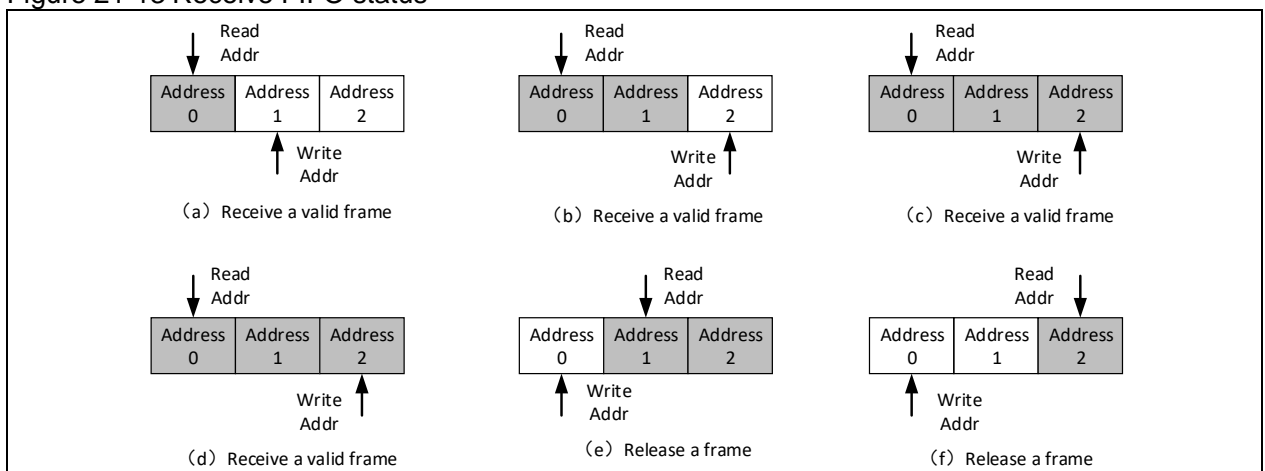 Figure 21-18 Receive FIFO status
Read
Addr
Address
0
Address
1
Address
2
Write
Addr
(a) Receive a valid frame
Read
Addr
Address
0
Address
1
Address
2
Write
Addr
(b) Receive a valid frame
Read
Addr
Address
0
Address
1
Address
2
Write
Addr
(c) Receive a valid frame
Read
Addr
Address
0
Address
1
Address
2
Write
Addr
(d) Receive a valid frame
Read
Addr
Address
0
Address
1
Address
2
Write
Addr
(e) Release a frame
Read
Addr
Address
0
Address
1
Address
2
Write
Addr
(f) Release a frame